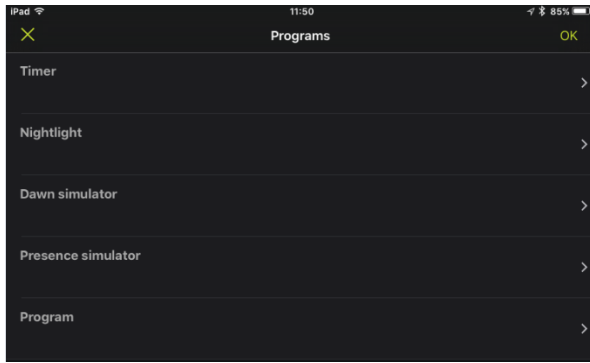 iPad 11:50 85%
Programs OK
Timer
Nightlight
Dawn simulator
Presence simulator
Program